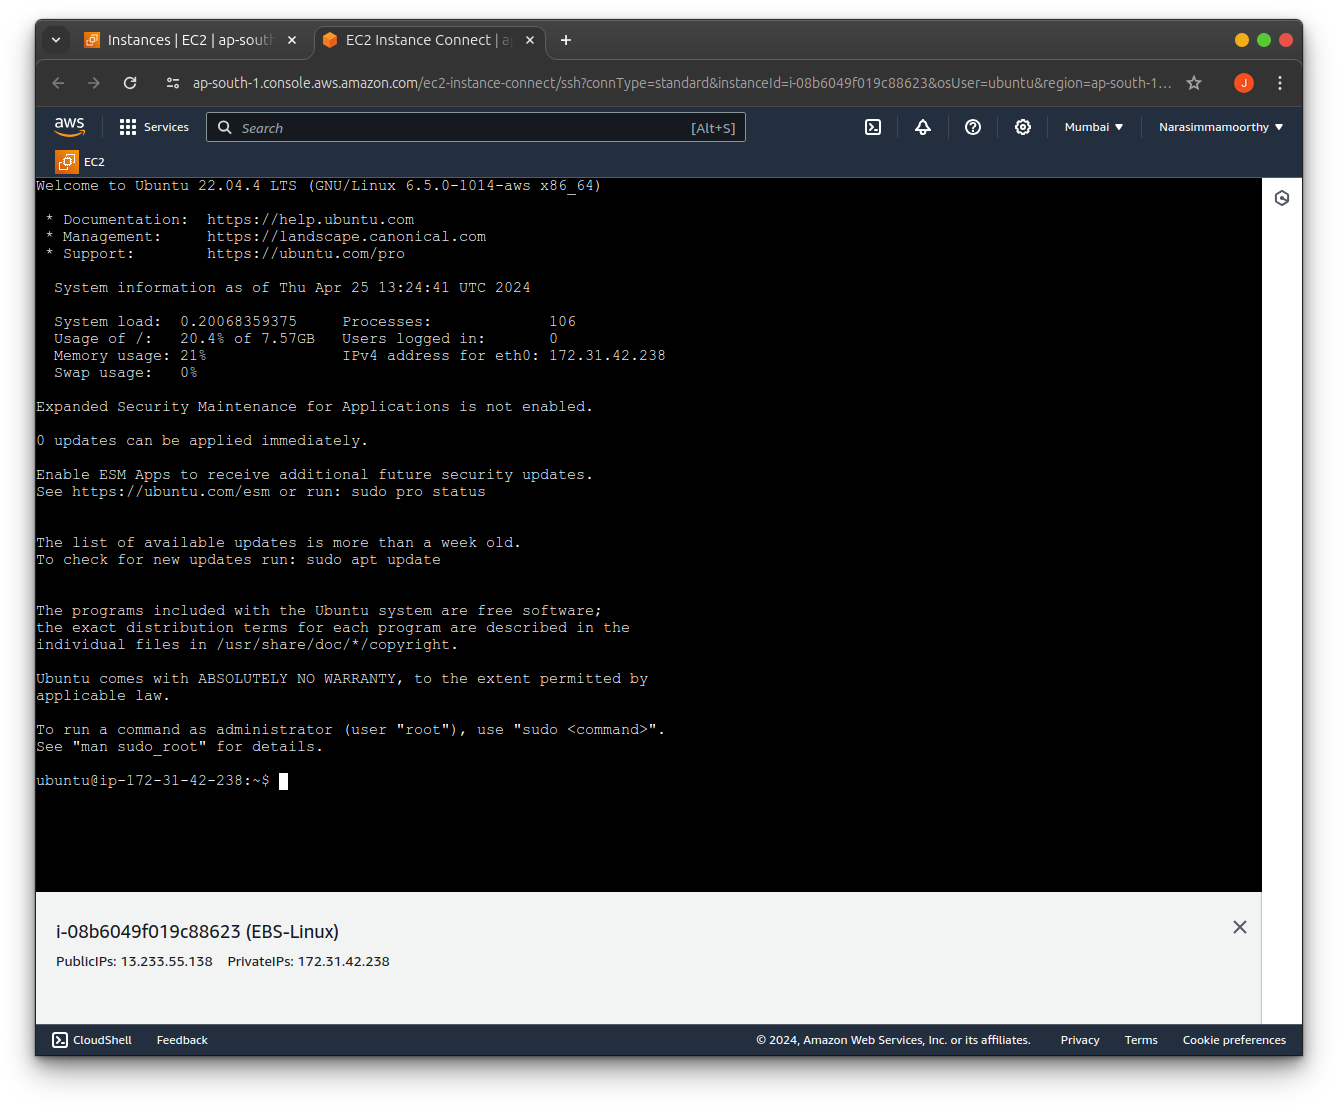 Instances | EC2 | ap-south
EC2 Instance Connect | ap
ap-south-1.console.aws.amazon.com/ec2-instance-connect/ssh?connType=standard&instanceId=i-08b6049f019c88623&osUser=ubuntu&region=ap-south-1...
J
aws
Services
Search
[Alt+S]
Mumbai
Narasimmamoorthy
EC2
Welcome to Ubuntu 22.04.4 LTS (GNU/Linux 6.5.0-1014-aws x86_64)
* Documentation:  https://help.ubuntu.com
* Management:     https://landscape.canonical.com
* Support:        https://ubuntu.com/pro
System information as of Thu Apr 25 13:24:41 UTC 2024
System load:  0.20068359375     Processes:             106
Usage of /:   20.4% of 7.57GB   Users logged in:       0
Memory usage: 21%               IPv4 address for eth0: 172.31.42.238
Swap usage:   0%
Expanded Security Maintenance for Applications is not enabled.
0 updates can be applied immediately.
Enable ESM Apps to receive additional future security updates.
See https://ubuntu.com/esm or run: sudo pro status
The list of available updates is more than a week old.
To check for new updates run: sudo apt update
The programs included with the Ubuntu system are free software;
the exact distribution terms for each program are described in the
individual files in /usr/share/doc/*/copyright.
Ubuntu comes with ABSOLUTELY NO WARRANTY, to the extent permitted by
applicable law.
To run a command as administrator (user "root"), use "sudo <command>".
See "man sudo_root" for details.
ubuntu@ip-172-31-42-238:~$
i-08b6049f019c88623 (EBS-Linux)
PublicIPs: 13.233.55.138    PrivateIPs: 172.31.42.238
CloudShell
Feedback
© 2024, Amazon Web Services, Inc. or its affiliates.
Privacy
Terms
Cookie preferences